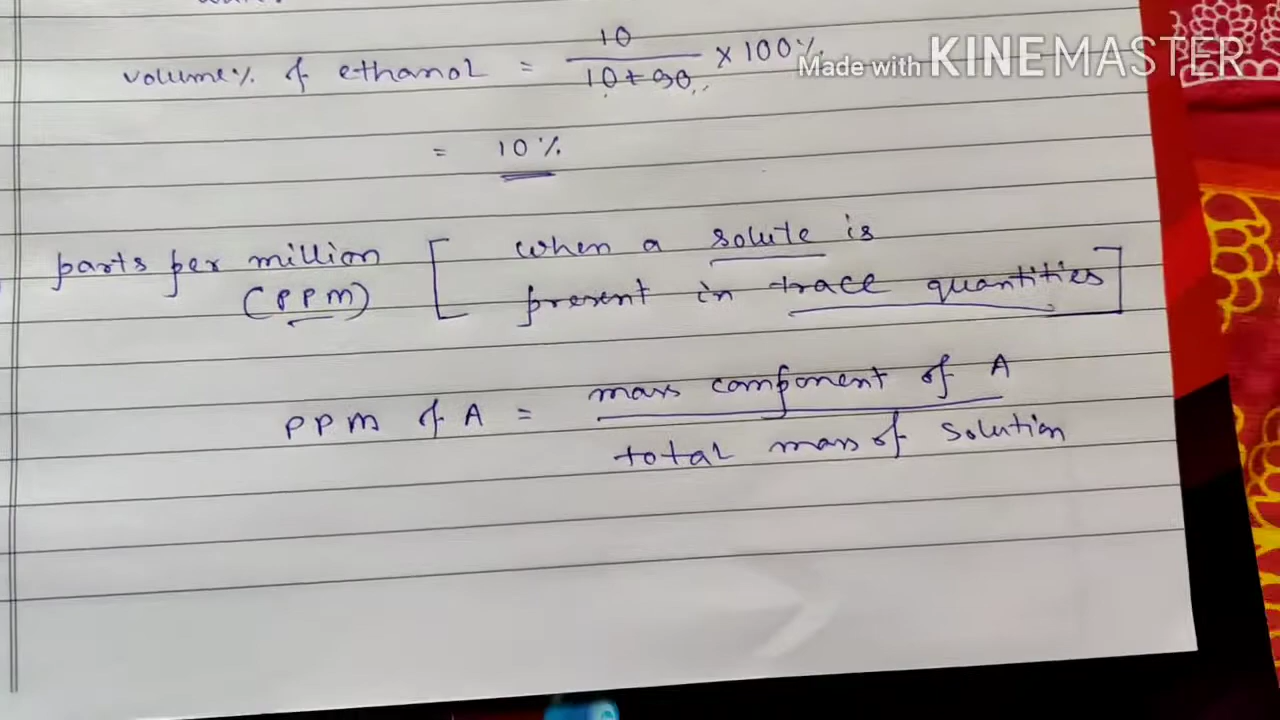 volume% of ethanol = 10 / 10+90 × 100%
Made with KINEMASTER
= 10%
parts per million [ when a solute is
(PPM) present in trace quantities ]
PPM of A = mass component of A / total mass of solution